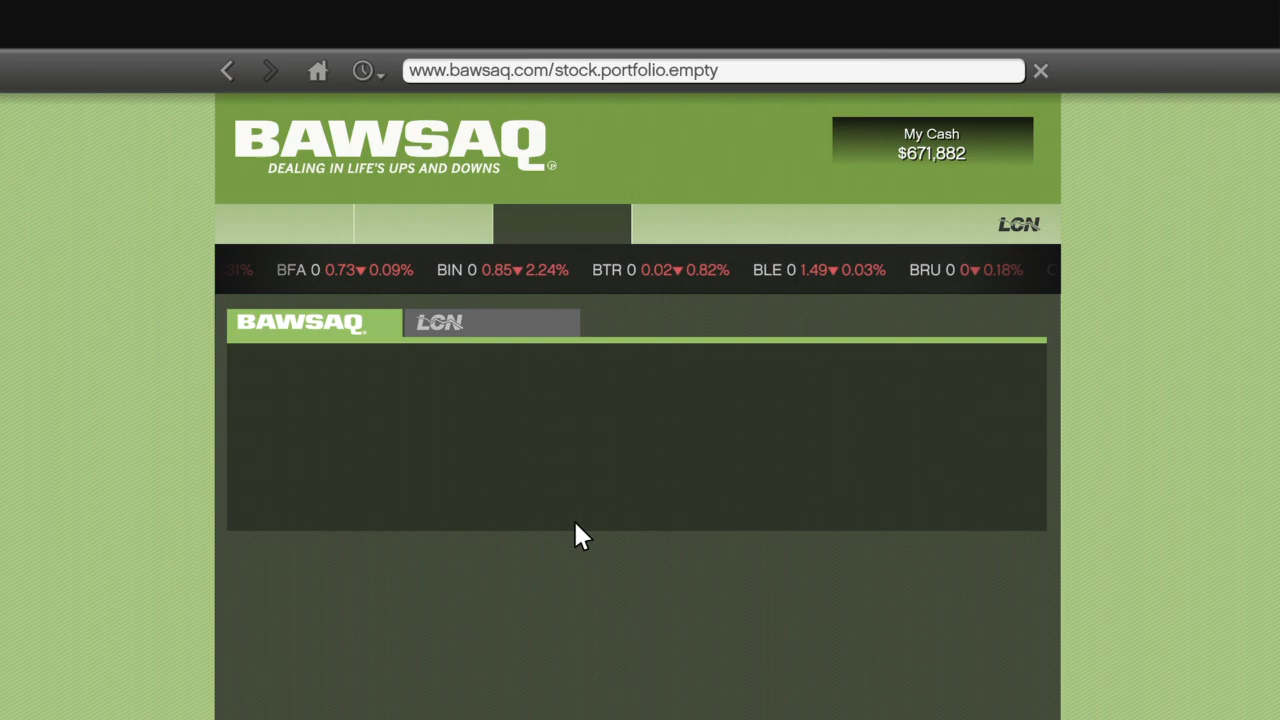 www.bawsaq.com/stock.portfolio.empty
BAWSAQ
DEALING IN LIFE'S UPS AND DOWNS
My Cash
$671,882
LCN
31% BFA 0 0.73▼0.09% BIN 0 0.85▼2.24% BTR 0 0.02▼0.82% BLE 0 1.49▼0.03% BRU 0 0▼0.18%
BAWSAQ LCN